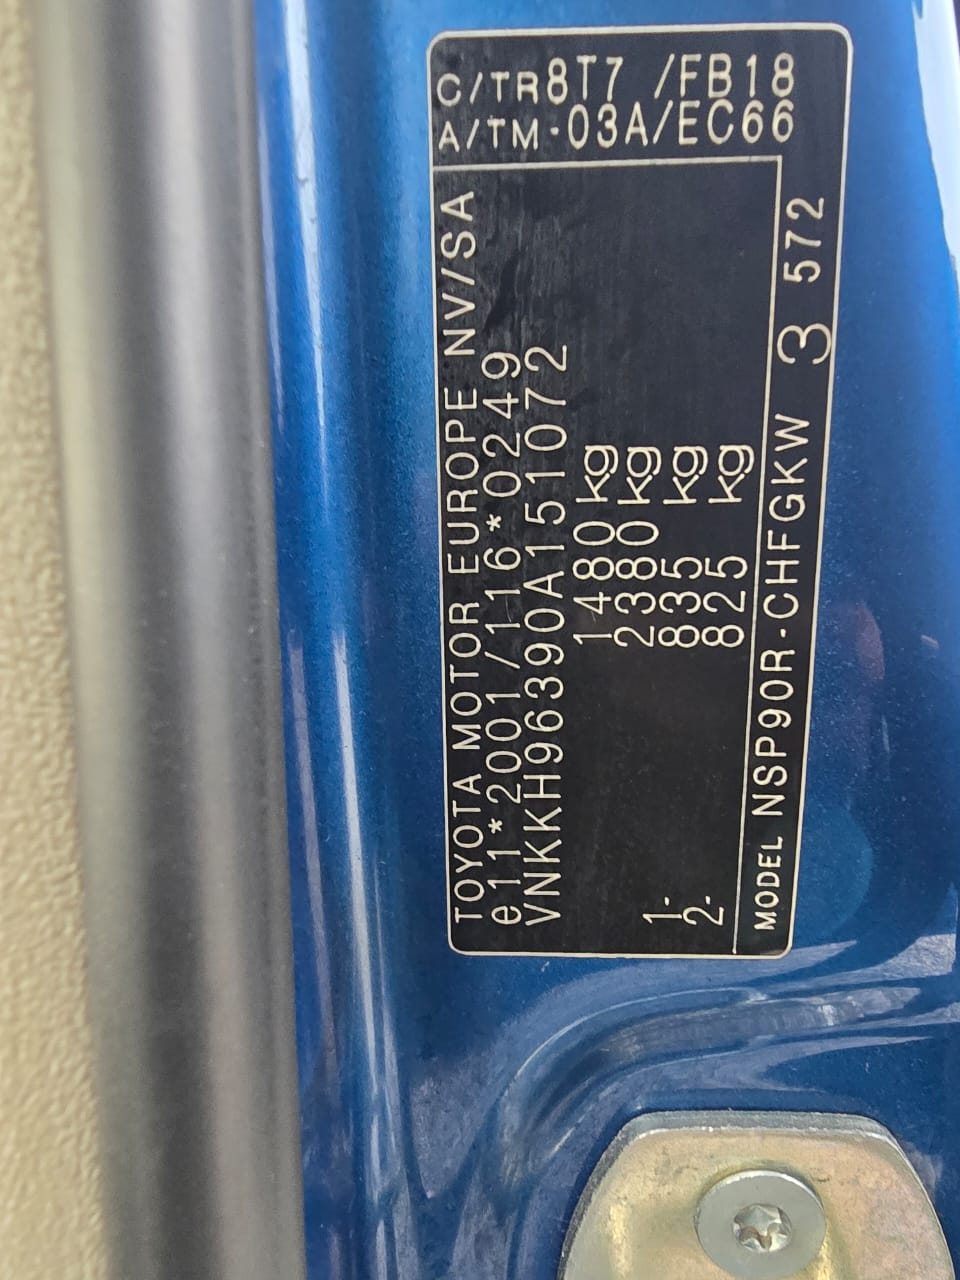 TOYOTA MOTOR EUROPE NV/SA
e11*2001/116*0249
VNKKH96390A151072
1480 kg
2380 kg
1- 835 kg
2- 825 kg
MODEL NSP90R-CHFGKW 3 572
C/TR8T7 /FB18
A/TM-03A/EC66